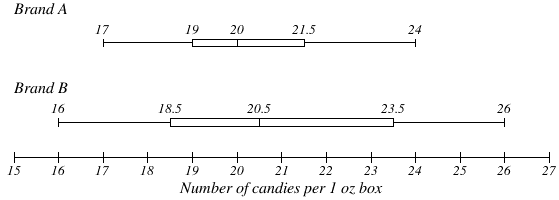 Brand A
17 19 20 21.5 24
Brand B
16 18.5 20.5 23.5 26
15 16 17 18 19 20 21 22 23 24 25 26 27
Number of candies per 1 oz box